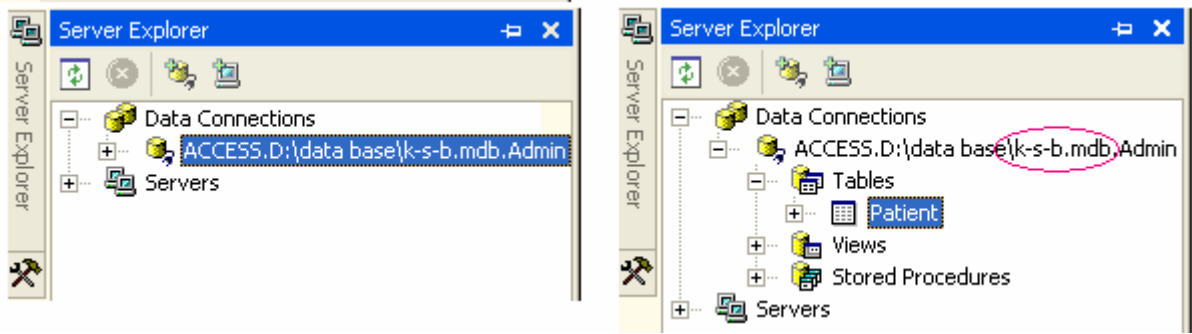 Server Explorer
Server Explorer
Data Connections
ACCESS.D:\data base\k-s-b.mdb.Admin
Servers
Server Explorer
Server Explorer
Data Connections
ACCESS.D:\data base\k-s-b.mdb.Admin
Tables
Patient
Views
Stored Procedures
Servers